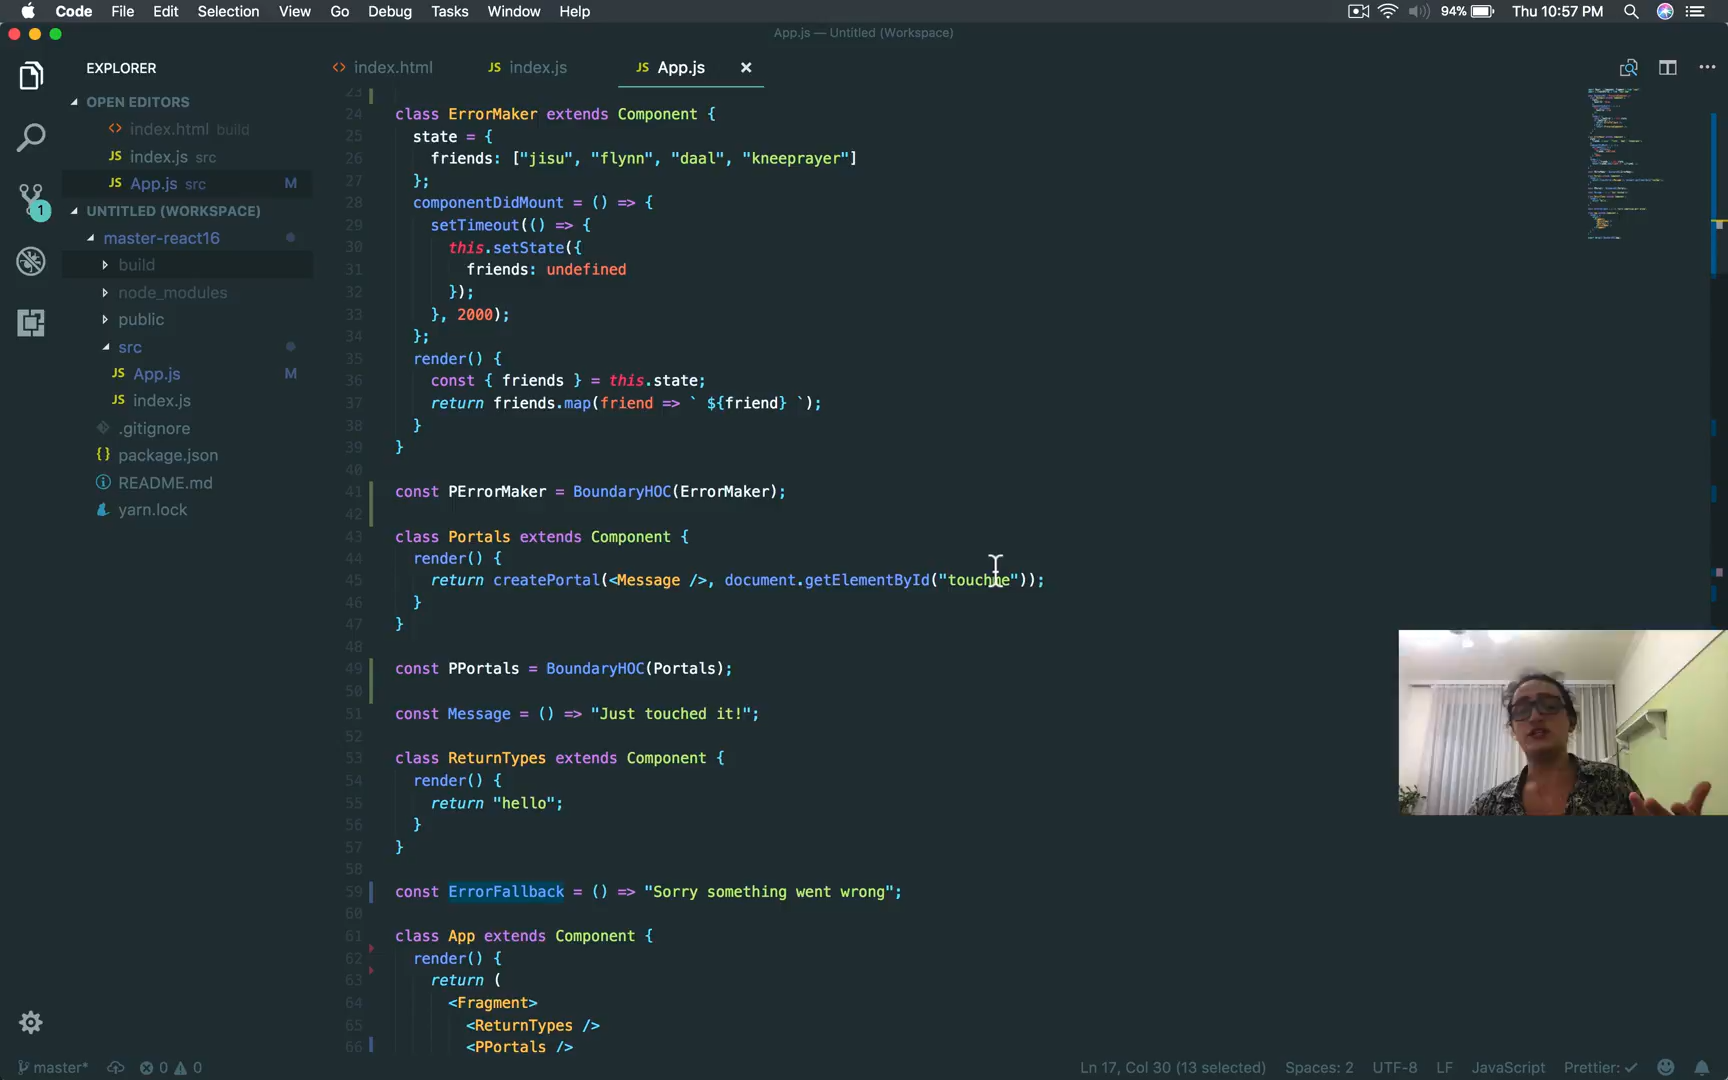 Code File Edit Selection View Go Debug Tasks Window Help 94% Thu 10:57 PM
App.js — Untitled (Workspace)
EXPLORER
OPEN EDITORS
<> index.html build
JS index.js src
JS App.js src M
UNTITLED (WORKSPACE)
master-react16
build
node_modules
public
src
JS App.js M
JS index.js
.gitignore
{} package.json
README.md
yarn.lock
1
<> index.html JS index.js JS App.js ×
23
24 class ErrorMaker extends Component {
25 state = {
26 friends: ["jisu", "flynn", "daal", "kneeprayer"]
27 };
28 componentDidMount = () => {
29 setTimeout(() => {
30 this.setState({
31 friends: undefined
32 });
33 }, 2000);
34 };
35 render() {
36 const { friends } = this.state;
37 return friends.map(friend => ` ${friend} `);
38 }
39 }
40
41 const PErrorMaker = BoundaryHOC(ErrorMaker);
42
43 class Portals extends Component {
44 render() {
45 return createPortal(<Message />, document.getElementById("touchme"));
46 }
47 }
48
49 const PPortals = BoundaryHOC(Portals);
50
51 const Message = () => "Just touched it!";
52
53 class ReturnTypes extends Component {
54 render() {
55 return "hello";
56 }
57 }
58
59 const ErrorFallback = () => "Sorry something went wrong";
60
61 class App extends Component {
62 render() {
63 return (
64 <Fragment>
65 <ReturnTypes />
66 <PPortals />
master* 0 0 Ln 17, Col 30 (13 selected) Spaces: 2 UTF-8 LF JavaScript Prettier: ✓